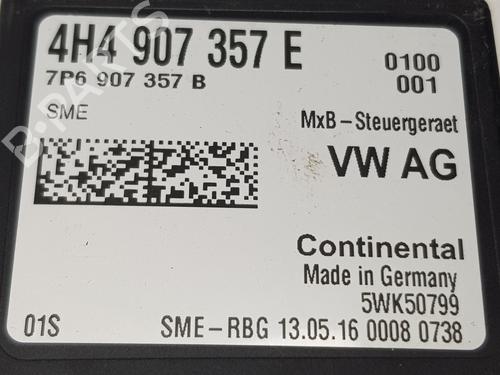 4H4 907 357 E
7P6 907 357 B
0100
001
SME
MxB-Steuergeraet
VW AG
B-PARTS
Continental
Made in Germany
5WK50799
01S
SME-RBG 13.05.16 0008 0738